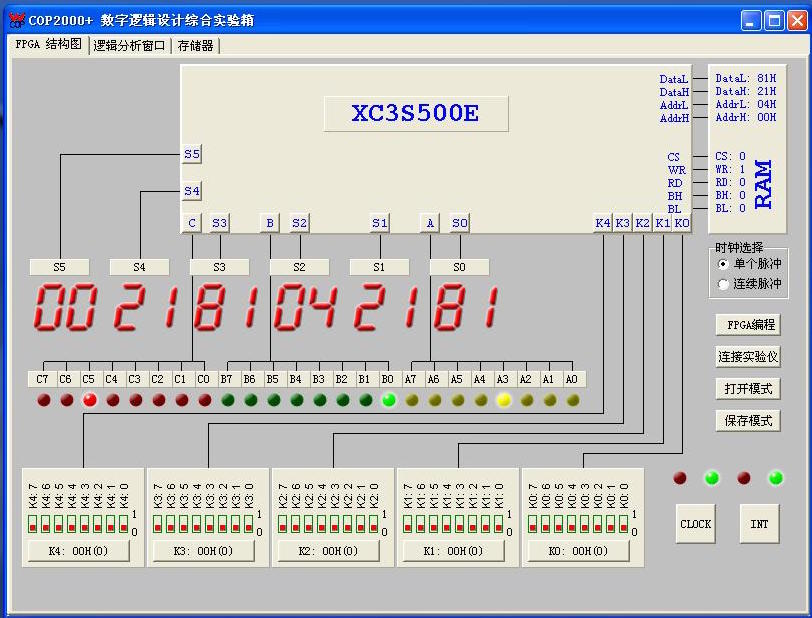 COP2000+ 数字逻辑设计综合实验箱
FPGA 结构图 逻辑分析窗口 存储器
XC3S500E
DataL DataL: 81H
DataH DataH: 21H
AddrL AddrL: 04H
AddrH AddrH: 00H
CS CS: 0
WR WR: 1
RD RD: 0
BH BH: 0
BL BL: 0
RAM
S5
S4
C S3 B S2 S1 A S0 K4 K3 K2 K1 K0
S5 S4 S3 S2 S1 S0
00 21 81 04 21 81
时钟选择
单个脉冲
连续脉冲
FPGA编程
连接实验仪
打开模式
保存模式
C7 C6 C5 C4 C3 C2 C1 C0 B7 B6 B5 B4 B3 B2 B1 B0 A7 A6 A5 A4 A3 A2 A1 A0
K4:7 K4:6 K4:5 K4:4 K4:3 K4:2 K4:1 K4:0
1
0
K4: 00H(0)
K3:7 K3:6 K3:5 K3:4 K3:3 K3:2 K3:1 K3:0
1
0
K3: 00H(0)
K2:7 K2:6 K2:5 K2:4 K2:3 K2:2 K2:1 K2:0
1
0
K2: 00H(0)
K1:7 K1:6 K1:5 K1:4 K1:3 K1:2 K1:1 K1:0
1
0
K1: 00H(0)
K0:7 K0:6 K0:5 K0:4 K0:3 K0:2 K0:1 K0:0
1
0
K0: 00H(0)
CLOCK INT